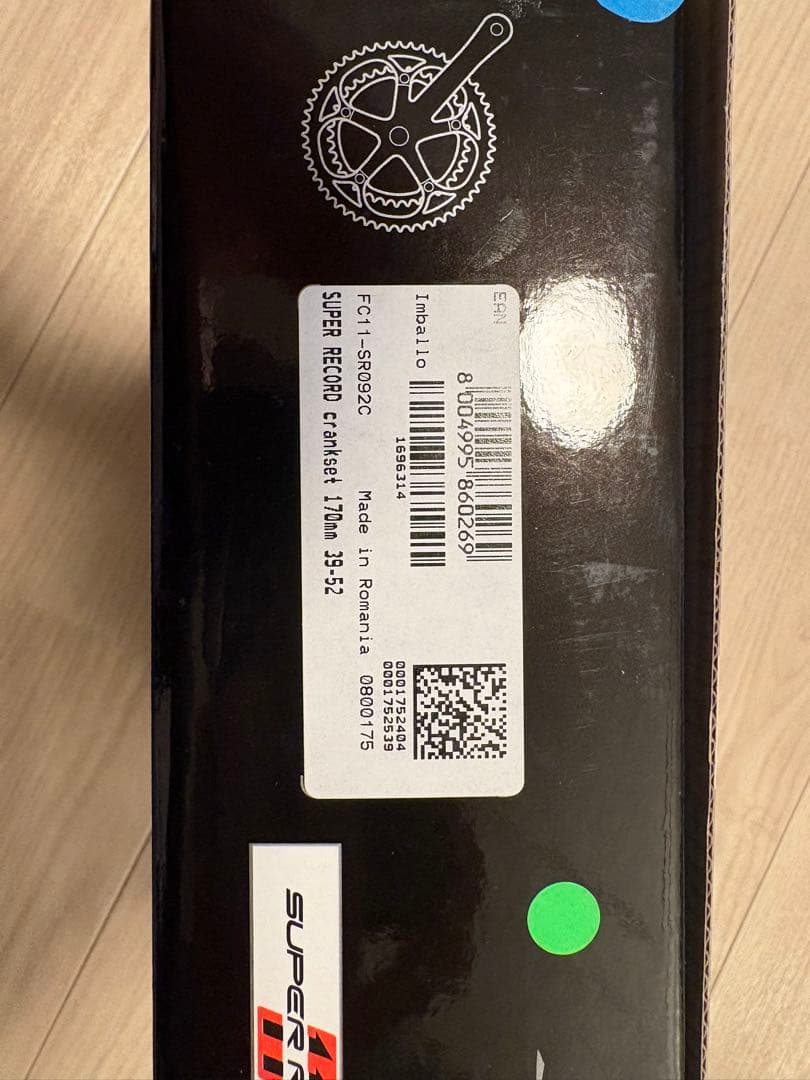 EAN
8 004995 860269
Imballo
1696314
0001752404
0001752539
FC11-SR092C Made in Romania 0800175
SUPER RECORD crankset 170mm 39-52
SUPER R
11